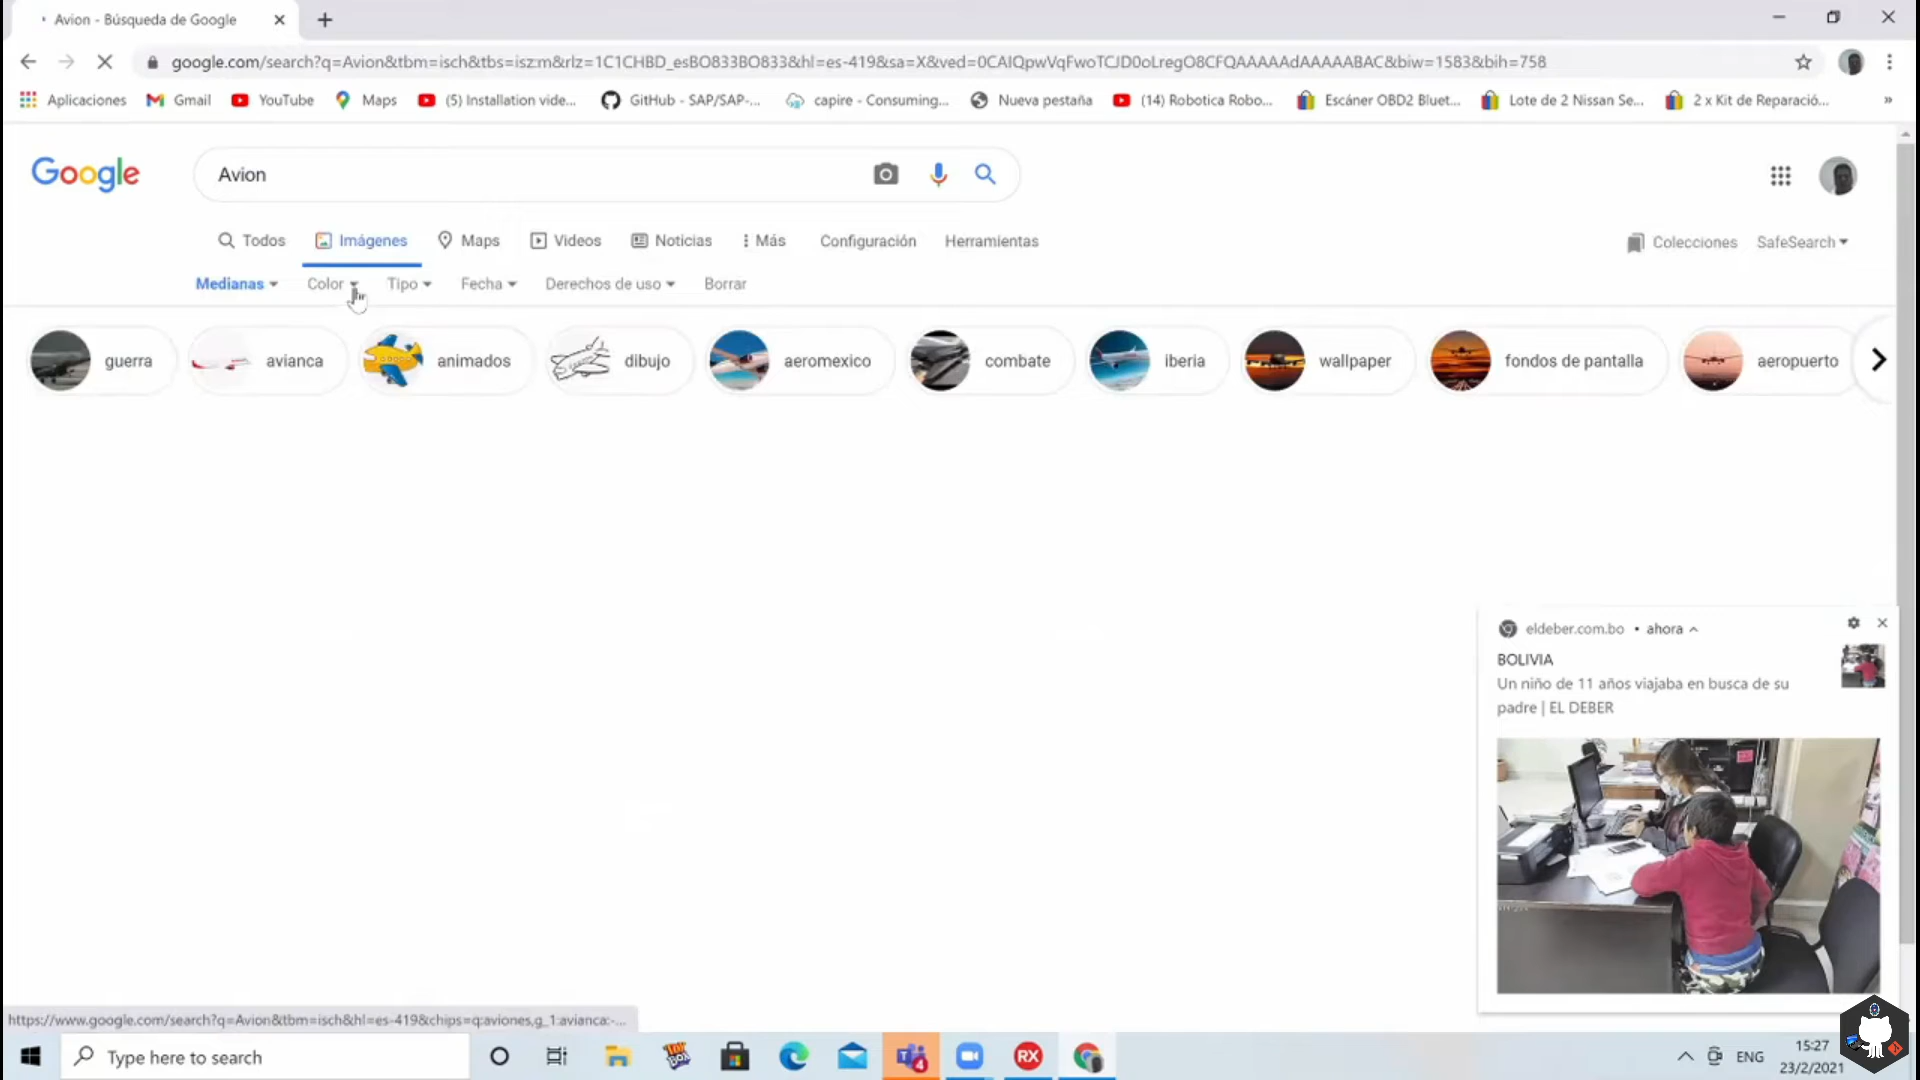 Avion - Búsqueda de Google
google.com/search?q=Avion&tbm=isch&tbs=isz:m&rlz=1C1CHBD_esBO833BO833&hl=es-419&sa=X&ved=0CAIQpwVqFwoTCJD0oLregO8CFQAAAAAdAAAAABAC&biw=1583&bih=758
Aplicaciones Gmail YouTube Maps (5) Installation vide... GitHub - SAP/SAP-... capire - Consuming... Nueva pestaña (14) Robotica Robo... Escáner OBD2 Bluet... Lote de 2 Nissan Se... 2 x Kit de Reparació... »
Google Avion
Todos Imágenes Maps Videos Noticias Más Configuración Herramientas Colecciones SafeSearch
Medianas Color Tipo Fecha Derechos de uso Borrar
guerra avianca animados dibujo aeromexico combate iberia wallpaper fondos de pantalla aeropuerto
eldeber.com.bo • ahora
BOLIVIA
Un niño de 11 años viajaba en busca de su
padre | EL DEBER
https://www.google.com/search?q=Avion&tbm=isch&hl=es-419&chips=q:aviones,g_1:avianca:-...
Type here to search
TOY BOX
4
RX
ENG
15:27
23/2/2021